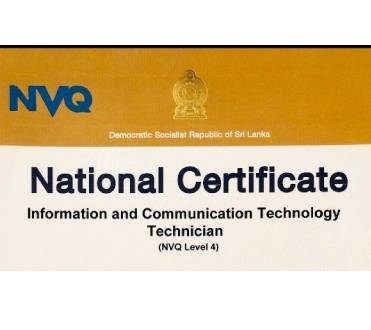 NVQ
Democratic Socialist Republic of Sri Lanka
National Certificate
Information and Communication Technology
Technician
(NVQ Level 4)